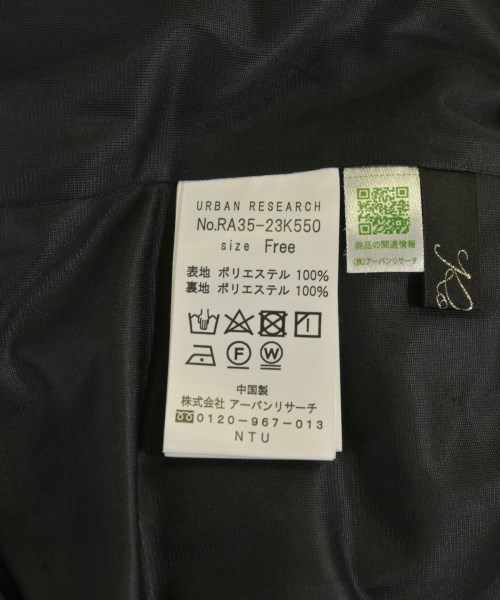 URBAN RESEARCH
No.RA35-23K550
size Free
表地 ポリエステル 100%
裏地 ポリエステル 100%
F W
中国製
株式会社 アーバンリサーチ
0120-967-013
NTU
商品の関連情報
(株)アーバンリサーチ